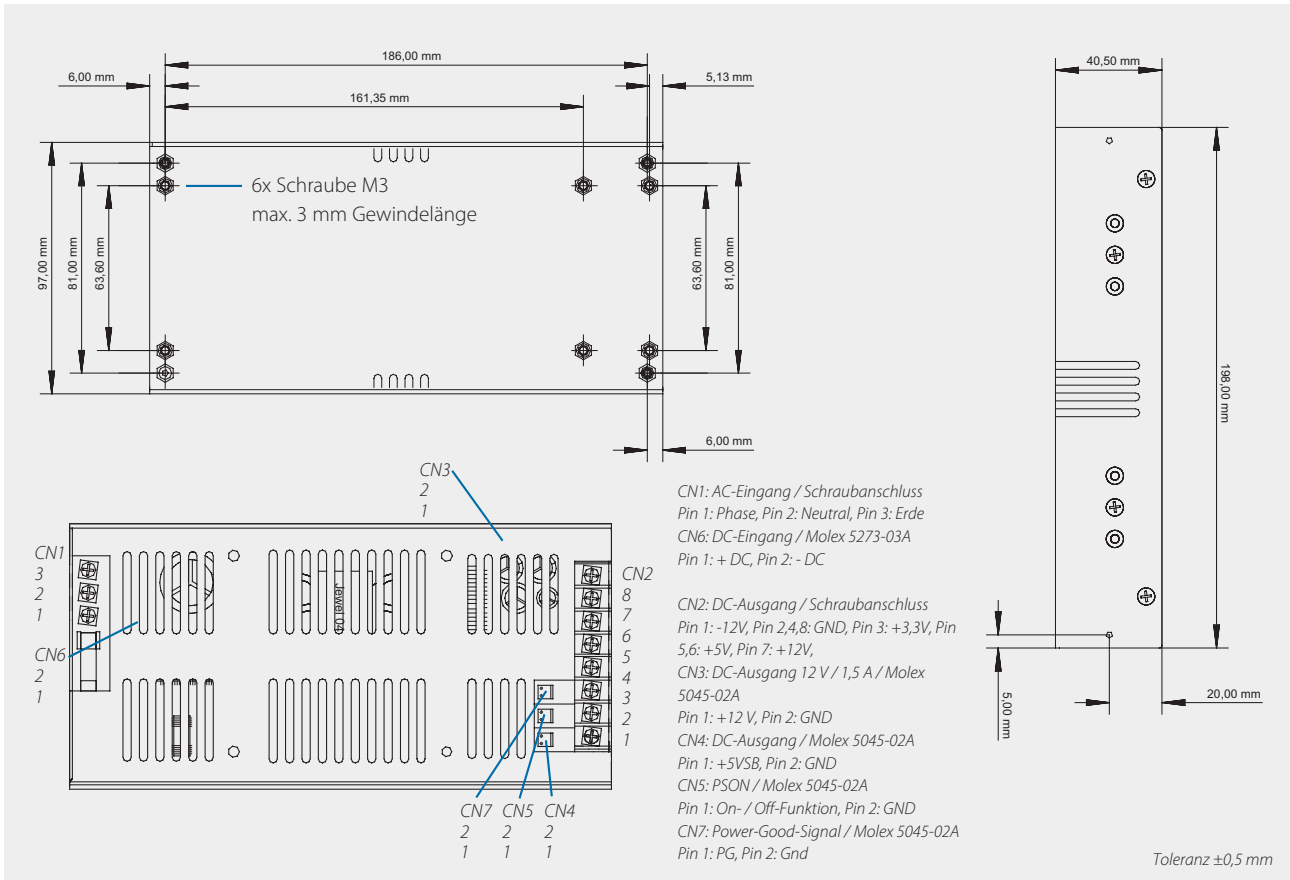 186,00 mm
6,00 mm
5,13 mm
161,35 mm
40,50 mm
6x Schraube M3
max. 3 mm Gewindelänge
97,00 mm
81,00 mm
63,60 mm
63,60 mm
81,00 mm
198,00 mm
6,00 mm
5,00 mm
20,00 mm
CN3
2
1
CN1
3
2
1
CN6
2
1
Jewel 04
CN2
8
7
6
5
4
3
2
1
CN7
2
1
CN5
2
1
CN4
2
1
CN1: AC-Eingang / Schraubanschluss
Pin 1: Phase, Pin 2: Neutral, Pin 3: Erde
CN6: DC-Eingang / Molex 5273-03A
Pin 1: + DC, Pin 2: - DC
CN2: DC-Ausgang / Schraubanschluss
Pin 1: -12V, Pin 2,4,8: GND, Pin 3: +3,3V, Pin
5,6: +5V, Pin 7: +12V,
CN3: DC-Ausgang 12 V / 1,5 A / Molex
5045-02A
Pin 1: +12 V, Pin 2: GND
CN4: DC-Ausgang / Molex 5045-02A
Pin 1: +5VSB, Pin 2: GND
CN5: PSON / Molex 5045-02A
Pin 1: On- / Off-Funktion, Pin 2: GND
CN7: Power-Good-Signal / Molex 5045-02A
Pin 1: PG, Pin 2: Gnd
Toleranz ±0,5 mm